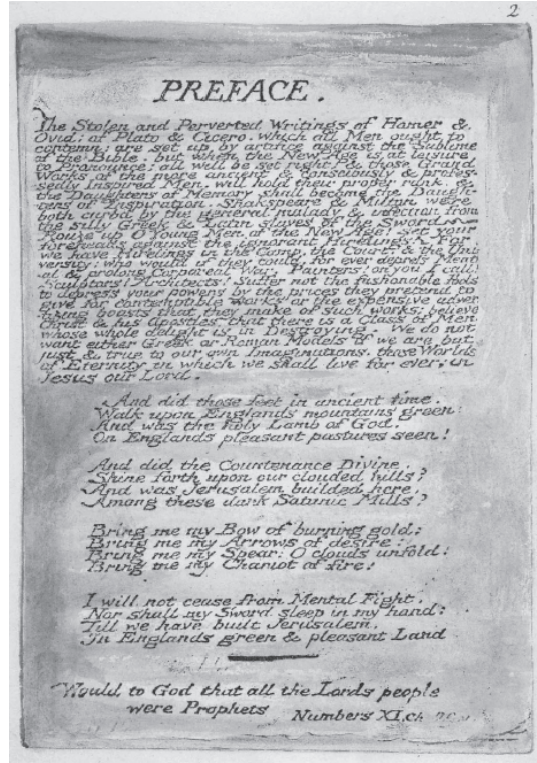 2
PREFACE.
The Stolen and Perverted Writings of Homer &
Ovid: of Plato & Cicero. which all Men ought to
contemn: are set up by artifice against the Sublime
of the Bible. but when the New Age is at leisure
to Pronounce; all will be set right: & those Grand
Works of the more ancient & consciously & profes-
sedly Inspired Men, will hold their proper rank, &
the Daughters of Memory shall become the Daugh-
ters of Inspiration. Shakspeare & Milton were
both curbd by the general malady & infection from
the silly Greek & Latin slaves of the Sword.
Rouze up O Young Men of the New Age! set your
foreheads against the ignorant Hirelings! For
we have Hirelings in the Camp, the Court & the Uni
versity: who would if they could, for ever depress Ment
al & prolong Corporeal War. Painters! on you I call!
Sculptors! Architects! Suffer not the fashonable Fools
to depress your powers by the prices they pretend to
give for contemptible works or the expensive adver
tizing boasts that they make of such works; believe
Christ & his Apostles that there is a Class of Men
whose whole delight is in Destroying. We do not
want either Greek or Roman Models if we are but
just & true to our own Imaginations, those Worlds
of Eternity in which we shall live for ever; in
Jesus our Lord.
And did those feet in ancient time.
Walk upon Englands mountains green:
And was the holy Lamb of God,
On Englands pleasant pastures seen!
And did the Countenance Divine,
Shine forth upon our clouded hills?
And was Jerusalem builded here,
Among these dark Satanic Mills?
Bring me my Bow of burning gold:
Bring me my Arrows of desire:
Bring me my Spear: O clouds unfold:
Bring me my Chariot of fire!
I will not cease from Mental Fight,
Nor shall my Sword sleep in my hand:
Till we have built Jerusalem,
In Englands green & pleasant Land
Would to God that all the Lords people
were Prophets
Numbers XI.ch